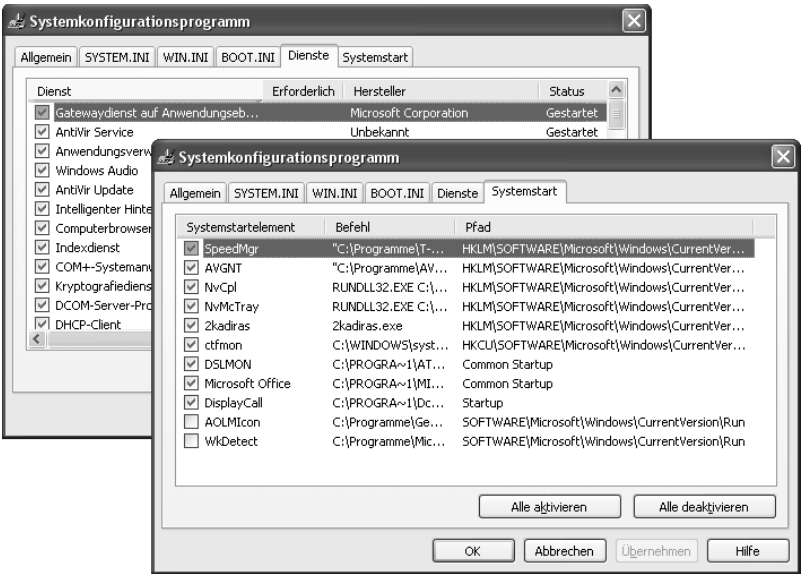 Systemkonfigurationsprogramm
Allgemein SYSTEM.INI WIN.INI BOOT.INI Dienste Systemstart
Dienst Erforderlich Hersteller Status
Gatewaydienst auf Anwendungseb... Microsoft Corporation Gestartet
AntiVir Service Unbekannt Gestartet
Anwendungsverw
Windows Audio
AntiVir Update
Intelligenter Hinte
Computerbrowser
Indexdienst
COM+-Systemanw
Kryptografiediens
DCOM-Server-Pro
DHCP-Client
Systemkonfigurationsprogramm
Allgemein SYSTEM.INI WIN.INI BOOT.INI Dienste Systemstart
Systemstartelement Befehl Pfad
SpeedMgr "C:\Programme\T-... HKLM\SOFTWARE\Microsoft\Windows\CurrentVer...
AVGNT "C:\Programme\AV... HKLM\SOFTWARE\Microsoft\Windows\CurrentVer...
NvCpl RUNDLL32.EXE C:\... HKLM\SOFTWARE\Microsoft\Windows\CurrentVer...
NvMcTray RUNDLL32.EXE C:\... HKLM\SOFTWARE\Microsoft\Windows\CurrentVer...
2kadiras 2kadiras.exe HKLM\SOFTWARE\Microsoft\Windows\CurrentVer...
ctfmon C:\WINDOWS\syst... HKCU\SOFTWARE\Microsoft\Windows\CurrentVer...
DSLMON C:\PROGRA~1\AT... Common Startup
Microsoft Office C:\PROGRA~1\MI... Common Startup
DisplayCall C:\PROGRA~1\Dc... Startup
AOLMIcon C:\Programme\Ge... SOFTWARE\Microsoft\Windows\CurrentVersion\Run
WkDetect C:\Programme\Mic... SOFTWARE\Microsoft\Windows\CurrentVersion\Run
Alle aktivieren Alle deaktivieren
OK Abbrechen Übernehmen Hilfe